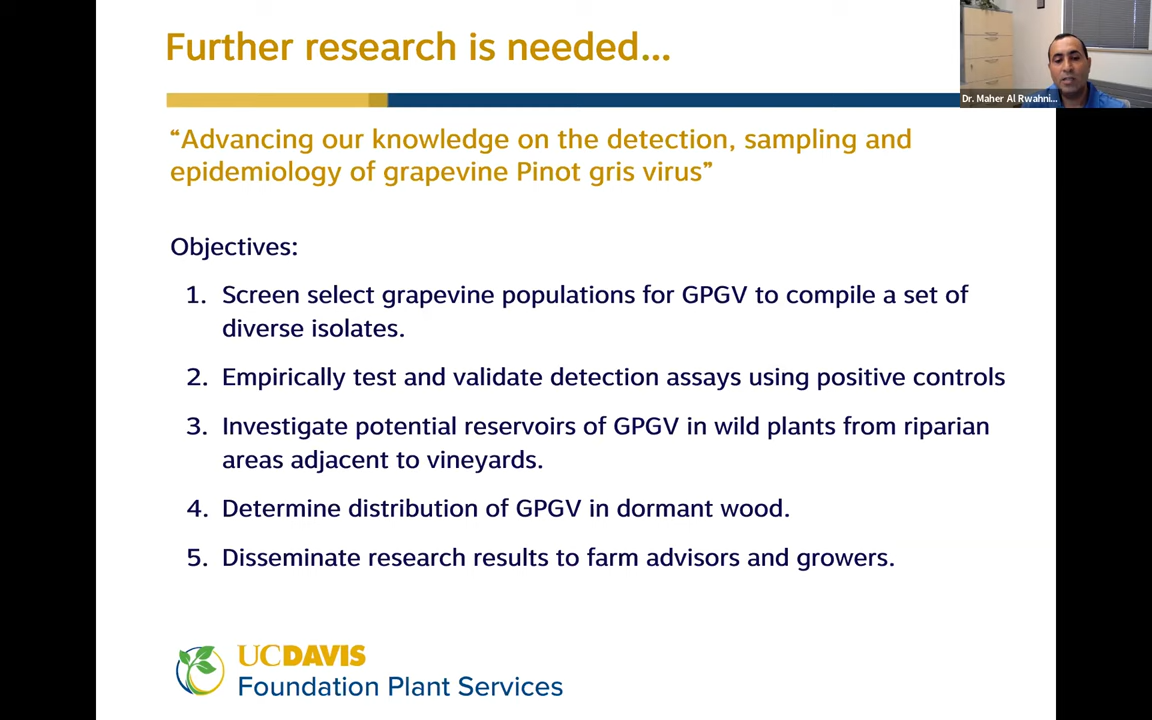 Further research is needed...
Dr. Maher Al Rwahni...
“Advancing our knowledge on the detection, sampling and
epidemiology of grapevine Pinot gris virus”
Objectives:
1. Screen select grapevine populations for GPGV to compile a set of
diverse isolates.
2. Empirically test and validate detection assays using positive controls
3. Investigate potential reservoirs of GPGV in wild plants from riparian
areas adjacent to vineyards.
4. Determine distribution of GPGV in dormant wood.
5. Disseminate research results to farm advisors and growers.
UCDAVIS
Foundation Plant Services